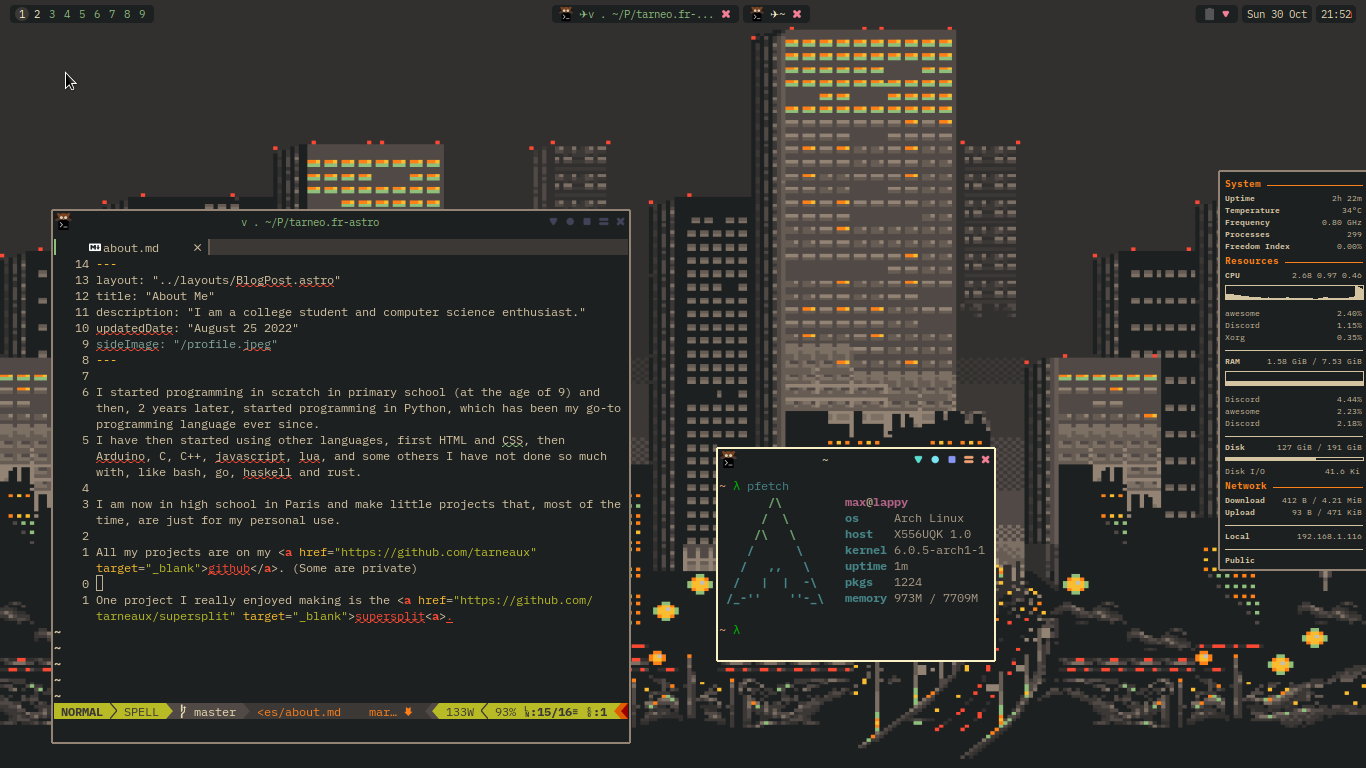 1 2 3 4 5 6 7 8 9
v . ~/P/tarneo.fr-...
~
Sun 30 Oct
21:52
v . ~/P/tarneo.fr-astro
about.md
14 ---
13 layout: "../layouts/BlogPost.astro"
12 title: "About Me"
11 description: "I am a college student and computer science enthusiast."
10 updatedDate: "August 25 2022"
9 sideImage: "/profile.jpeg"
8 ---
7
6 I started programming in scratch in primary school (at the age of 9) and
then, 2 years later, started programming in Python, which has been my go-to
programming language ever since.
5 I have then started using other languages, first HTML and CSS, then
Arduino, C, C++, javascript, lua, and some others I have not done so much
with, like bash, go, haskell and rust.
4
3 I am now in high school in Paris and make little projects that, most of the
time, are just for my personal use.
2
1 All my projects are on my <a href="https://github.com/tarneaux"
target="_blank">github</a>. (Some are private)
0
1 One project I really enjoyed making is the <a href="https://github.com/
tarneaux/supersplit" target="_blank">supersplit<a>.
~
~
~
~
~
NORMAL SPELL master <es/about.md mar… 133W 93% :15/16≡ :1
~
~ λ pfetch
max@lappy
os Arch Linux
host X556UQK 1.0
kernel 6.0.5-arch1-1
uptime 1m
pkgs 1224
memory 973M / 7709M
~ λ
System
Uptime 2h 22m
Temperature 34°C
Frequency 0.80 GHz
Processes 299
Freedom Index 0.00%
Resources
CPU 2.68 0.97 0.46
awesome 2.40%
Discord 1.15%
Xorg 0.35%
RAM 1.58 GiB / 7.53 GiB
Discord 4.44%
awesome 2.23%
Discord 2.18%
Disk 127 GiB / 191 GiB
Disk I/O 41.6 Ki
Network
Download 412 B / 4.21 MiB
Upload 93 B / 471 KiB
Local 192.168.1.116
Public